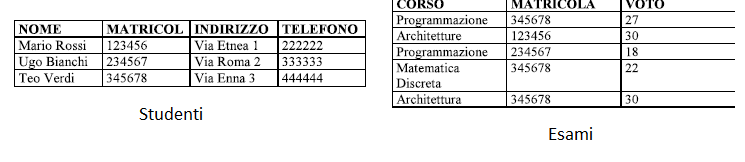 NOME MATRICOL INDIRIZZO TELEFONO
Mario Rossi 123456 Via Etnea 1 222222
Ugo Bianchi 234567 Via Roma 2 333333
Teo Verdi 345678 Via Enna 3 444444
Studenti
CORSO MATRICOLA VOTO
Programmazione 345678 27
Architetture 123456 30
Programmazione 234567 18
Matematica 345678 22
Discreta
Architettura 345678 30
Esami